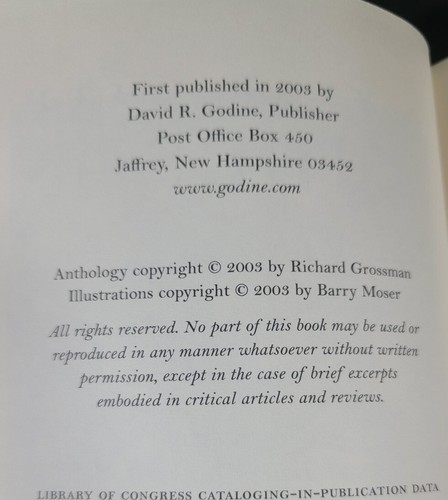 First published in 2003 by
David R. Godine, Publisher
Post Office Box 450
Jaffrey, New Hampshire 03452
www.godine.com
Anthology copyright © 2003 by Richard Grossman
Illustrations copyright © 2003 by Barry Moser
All rights reserved. No part of this book may be used or
reproduced in any manner whatsoever without written
permission, except in the case of brief excerpts
embodied in critical articles and reviews.
LIBRARY OF CONGRESS CATALOGING-IN-PUBLICATION DATA